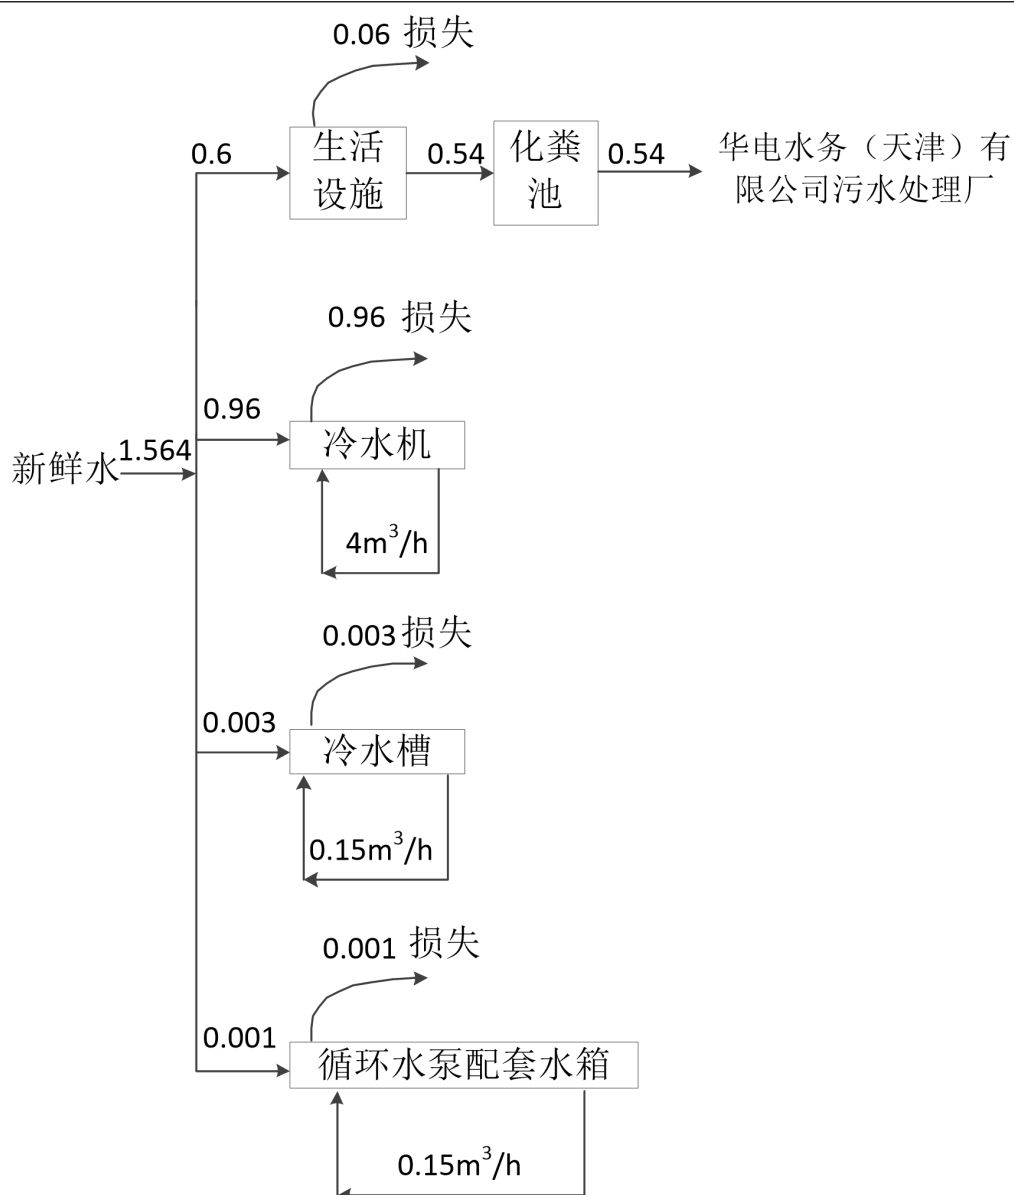 0.06 损失
0.6
生活
设施
0.54
化粪
池
0.54
华电水务（天津）有
限公司污水处理厂
0.96 损失
0.96
新鲜水
1.564
冷水机
4m³/h
0.003损失
0.003
冷水槽
0.15m³/h
0.001 损失
0.001
循环水泵配套水箱
0.15m³/h